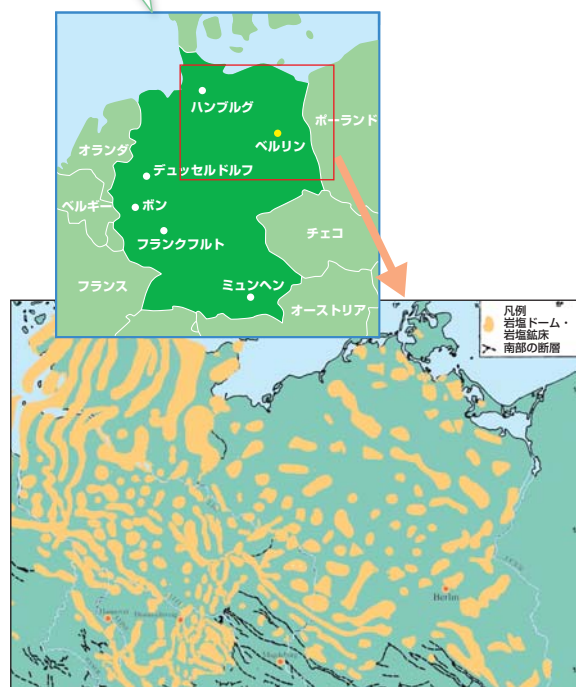 ハンブルグ
ポーランド
ベルリン
オランダ
デュッセルドルフ
ベルギー
ボン
フランクフルト
チェコ
フランス
ミュンヘン
オーストリア
凡例
岩塩ドーム・
岩塩鉱床
南部の断層
Berlin
Hannover
Braunschweig
Magdeburg